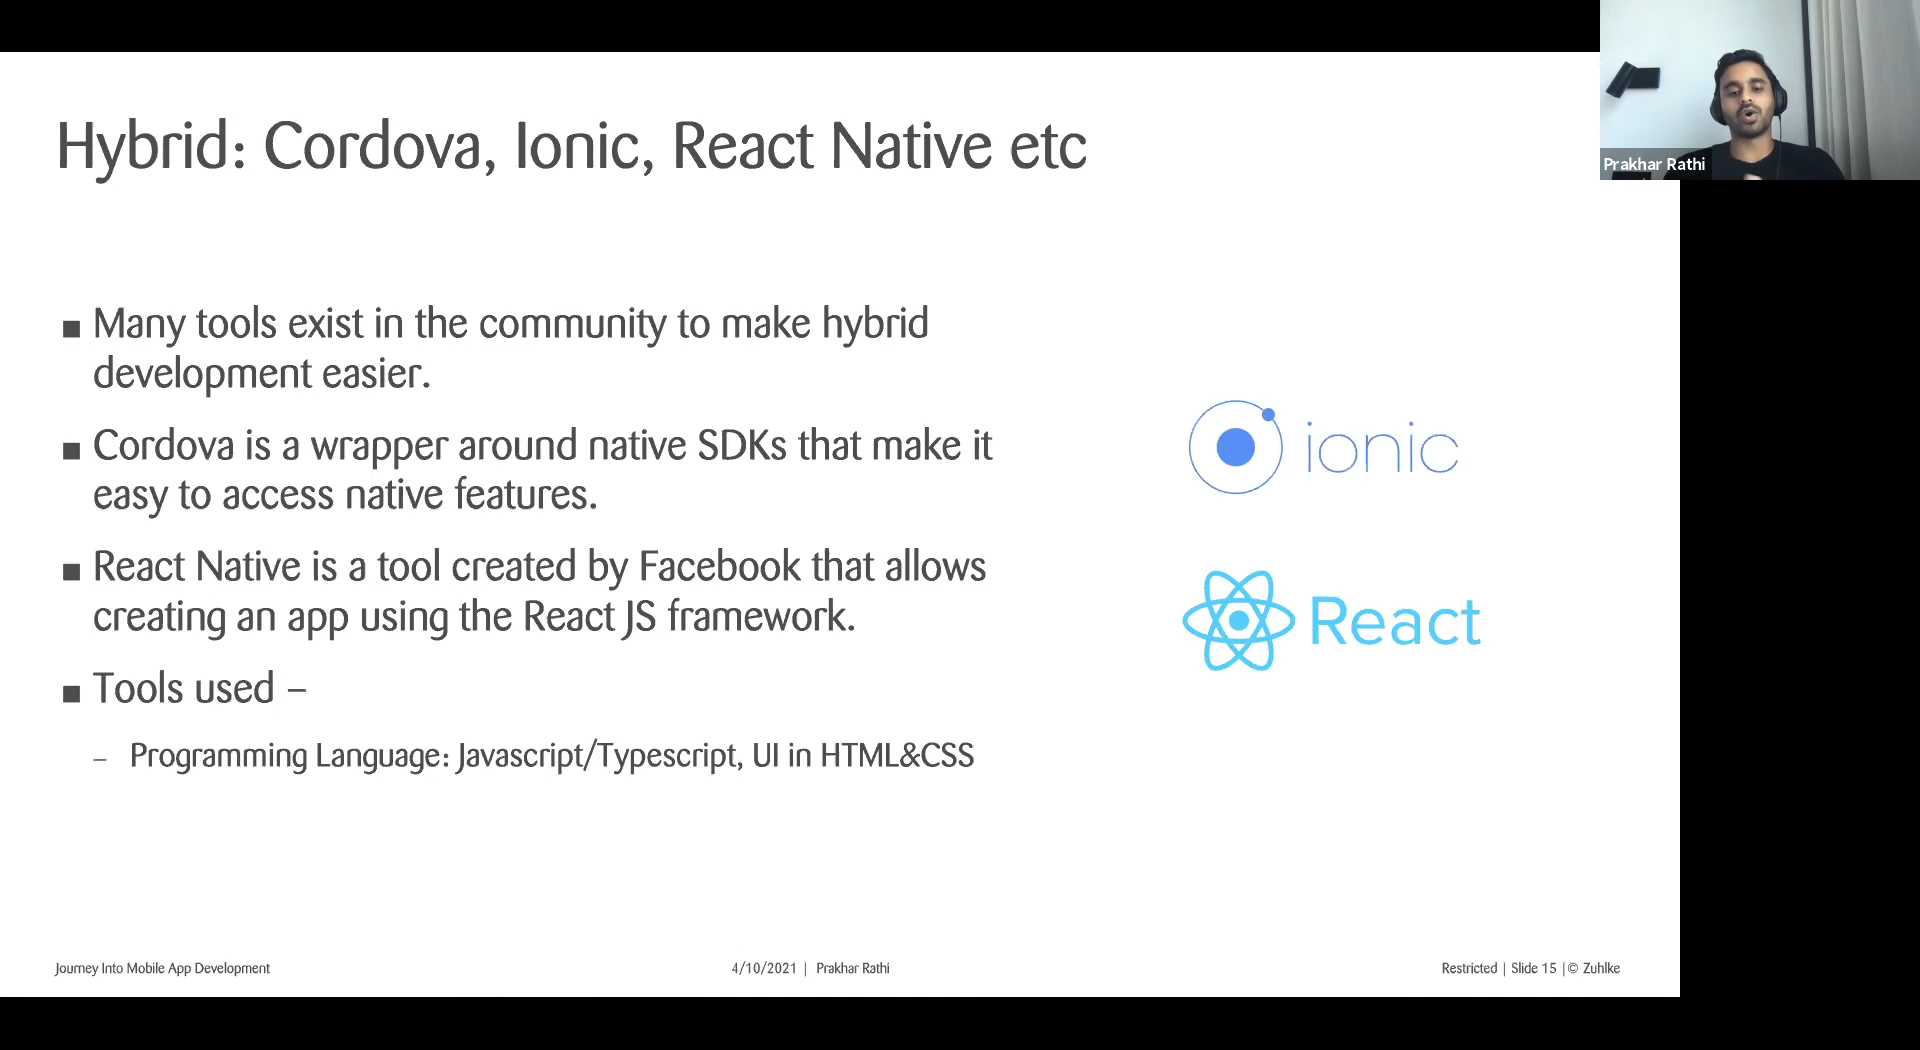 Hybrid: Cordova, Ionic, React Native etc
Prakhar Rathi
■ Many tools exist in the community to make hybrid
development easier.
■ Cordova is a wrapper around native SDKs that make it
easy to access native features.
■ React Native is a tool created by Facebook that allows
creating an app using the React JS framework.
■ Tools used –
– Programming Language: Javascript/Typescript, UI in HTML&CSS
ionic
React
Journey Into Mobile App Development
4/10/2021 | Prakhar Rathi
Restricted | Slide 15 | © Zuhlke